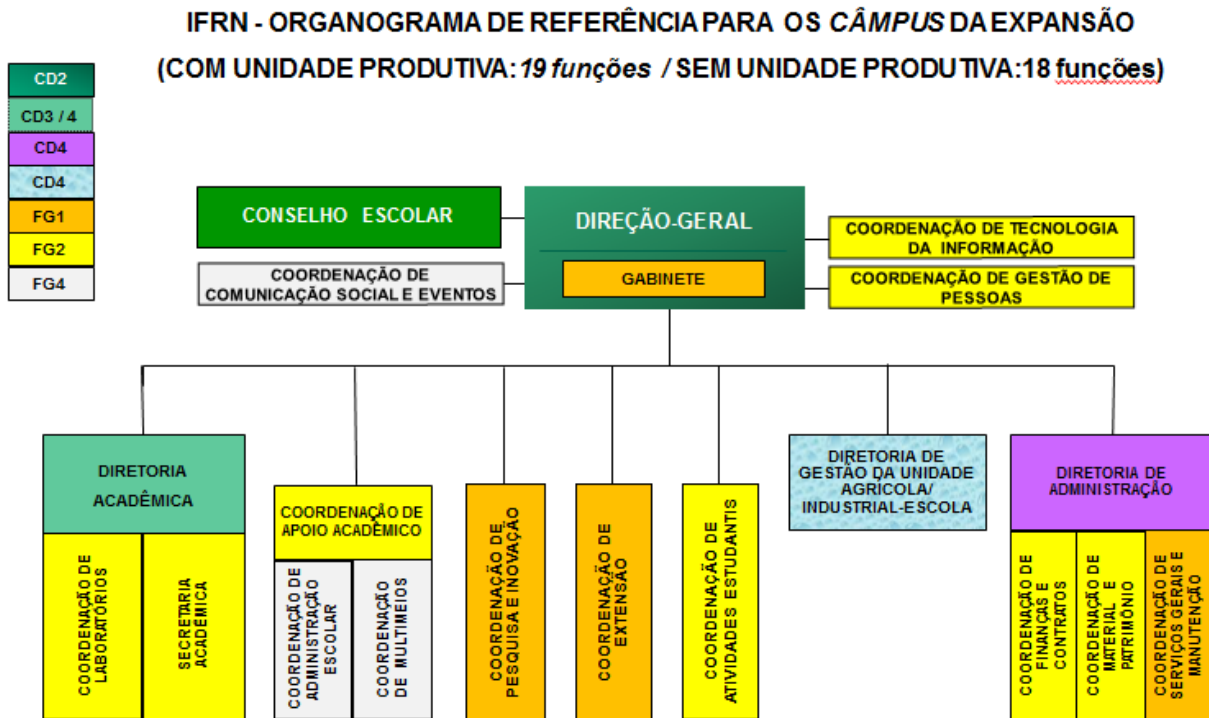 IFRN - ORGANOGRAMA DE REFERÊNCIA PARA OS CÂMPUS DA EXPANSÃO
(COM UNIDADE PRODUTIVA: 19 funções / SEM UNIDADE PRODUTIVA:18 funções)
CD2
CD3 / 4
CD4
CD4
FG1
FG2
FG4
CONSELHO ESCOLAR
DIREÇÃO-GERAL
GABINETE
COORDENAÇÃO DE TECNOLOGIA
DA INFORMAÇÃO
COORDENAÇÃO DE
COMUNICAÇÃO SOCIAL E EVENTOS
COORDENAÇÃO DE GESTÃO DE
PESSOAS
DIRETORIA
ACADÊMICA
COORDENAÇÃO DE
LABORATÓRIOS
SECRETARIA
ACADÊMICA
COORDENAÇÃO DE
APOIO ACADÊMICO
COORDENAÇÃO DE
ADMINISTRAÇÃO
ESCOLAR
COORDENAÇÃO
DE MULTIMEIOS
COORDENAÇÃO DE
PESQUISA E INOVAÇÃO
COORDENAÇÃO DE
EXTENSÃO
COORDENAÇÃO DE
ATIVIDADES ESTUDANTIS
DIRETORIA DE
GESTÃO DA UNIDADE
AGRÍCOLA/
INDUSTRIAL-ESCOLA
DIRETORIA DE
ADMINISTRAÇÃO
COORDENAÇÃO DE
FINANÇAS E
CONTRATOS
COORDENAÇÃO DE
MATERIAL E
PATRIMÔNIO
COORDENAÇÃO DE
SERVIÇOS GERAIS E
MANUTENÇÃO